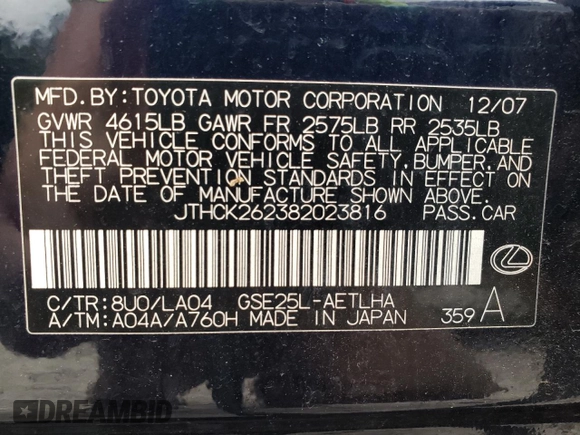 MFD.BY:TOYOTA MOTOR CORPORATION 12/07
GVWR 4615LB GAWR FR 2575LB RR 2535LB
THIS VEHICLE CONFORMS TO ALL APPLICABLE
FEDERAL MOTOR VEHICLE SAFETY, BUMPER, AND
THEFT PREVENTION STANDARDS IN EFFECT ON
THE DATE OF MANUFACTURE SHOWN ABOVE.
JTHCK262382023816 PASS.CAR
C/TR:8U0/LA04 GSE25L-AETLHA
A/TM:A04A/A760H MADE IN JAPAN 359 A
DREAMBID